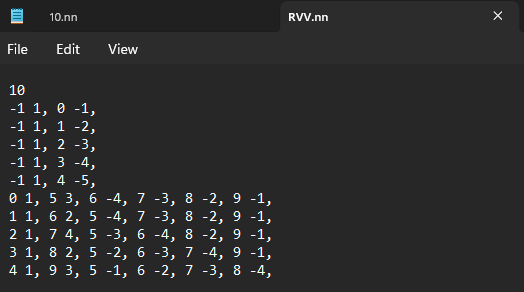 10.nn RVV.nn
File Edit View
10
-1 1, 0 -1,
-1 1, 1 -2,
-1 1, 2 -3,
-1 1, 3 -4,
-1 1, 4 -5,
0 1, 5 3, 6 -4, 7 -3, 8 -2, 9 -1,
1 1, 6 2, 5 -4, 7 -3, 8 -2, 9 -1,
2 1, 7 4, 5 -3, 6 -4, 8 -2, 9 -1,
3 1, 8 2, 5 -2, 6 -3, 7 -4, 9 -1,
4 1, 9 3, 5 -1, 6 -2, 7 -3, 8 -4,